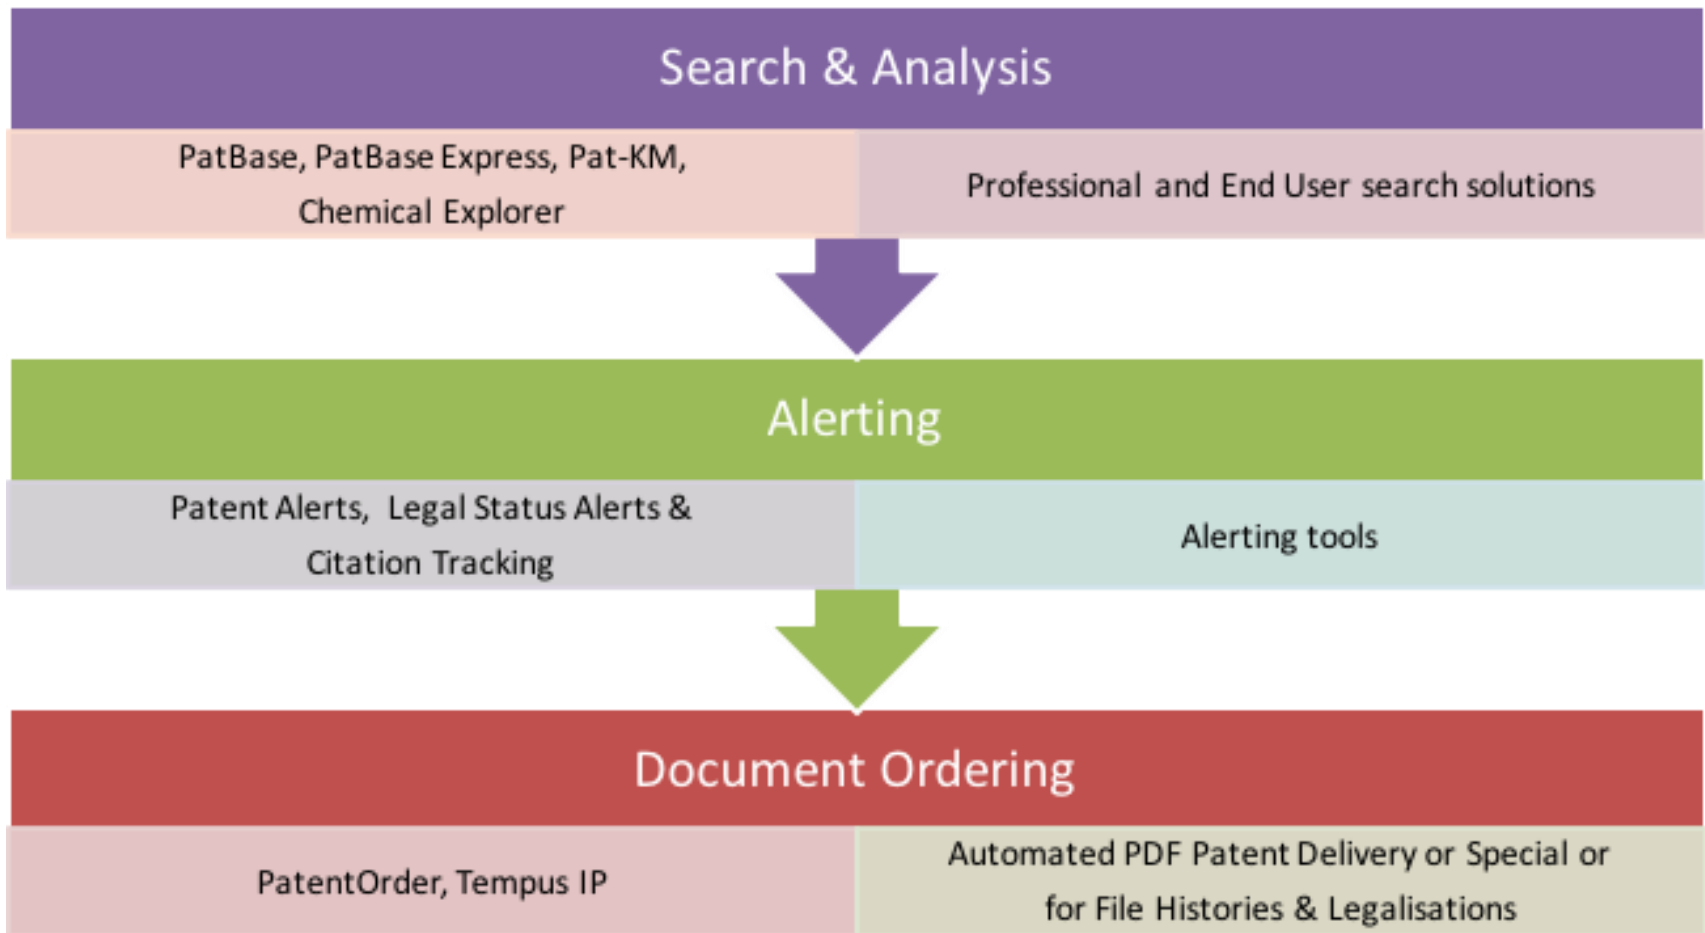 Search & Analysis
PatBase, PatBase Express, Pat-KM,
Chemical Explorer
Professional and End User search solutions
Alerting
Patent Alerts, Legal Status Alerts &
Citation Tracking
Alerting tools
Document Ordering
PatentOrder, Tempus IP
Automated PDF Patent Delivery or Special or
for File Histories & Legalisations